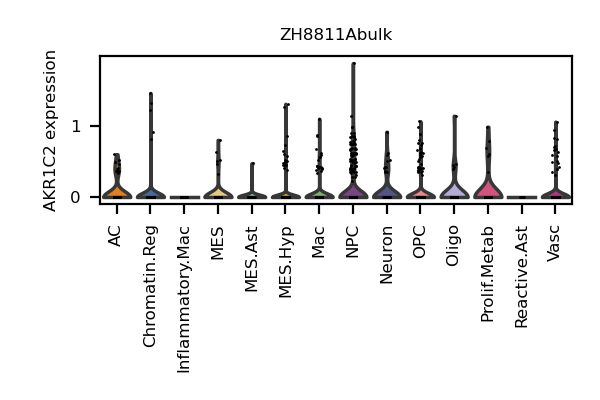 ZH8811Abulk
AKR1C2 expression
1
0
AC
Chromatin.Reg
Inflammatory.Mac
MES
MES.Ast
MES.Hyp
Mac
NPC
Neuron
OPC
Oligo
Prolif.Metab
Reactive.Ast
Vasc